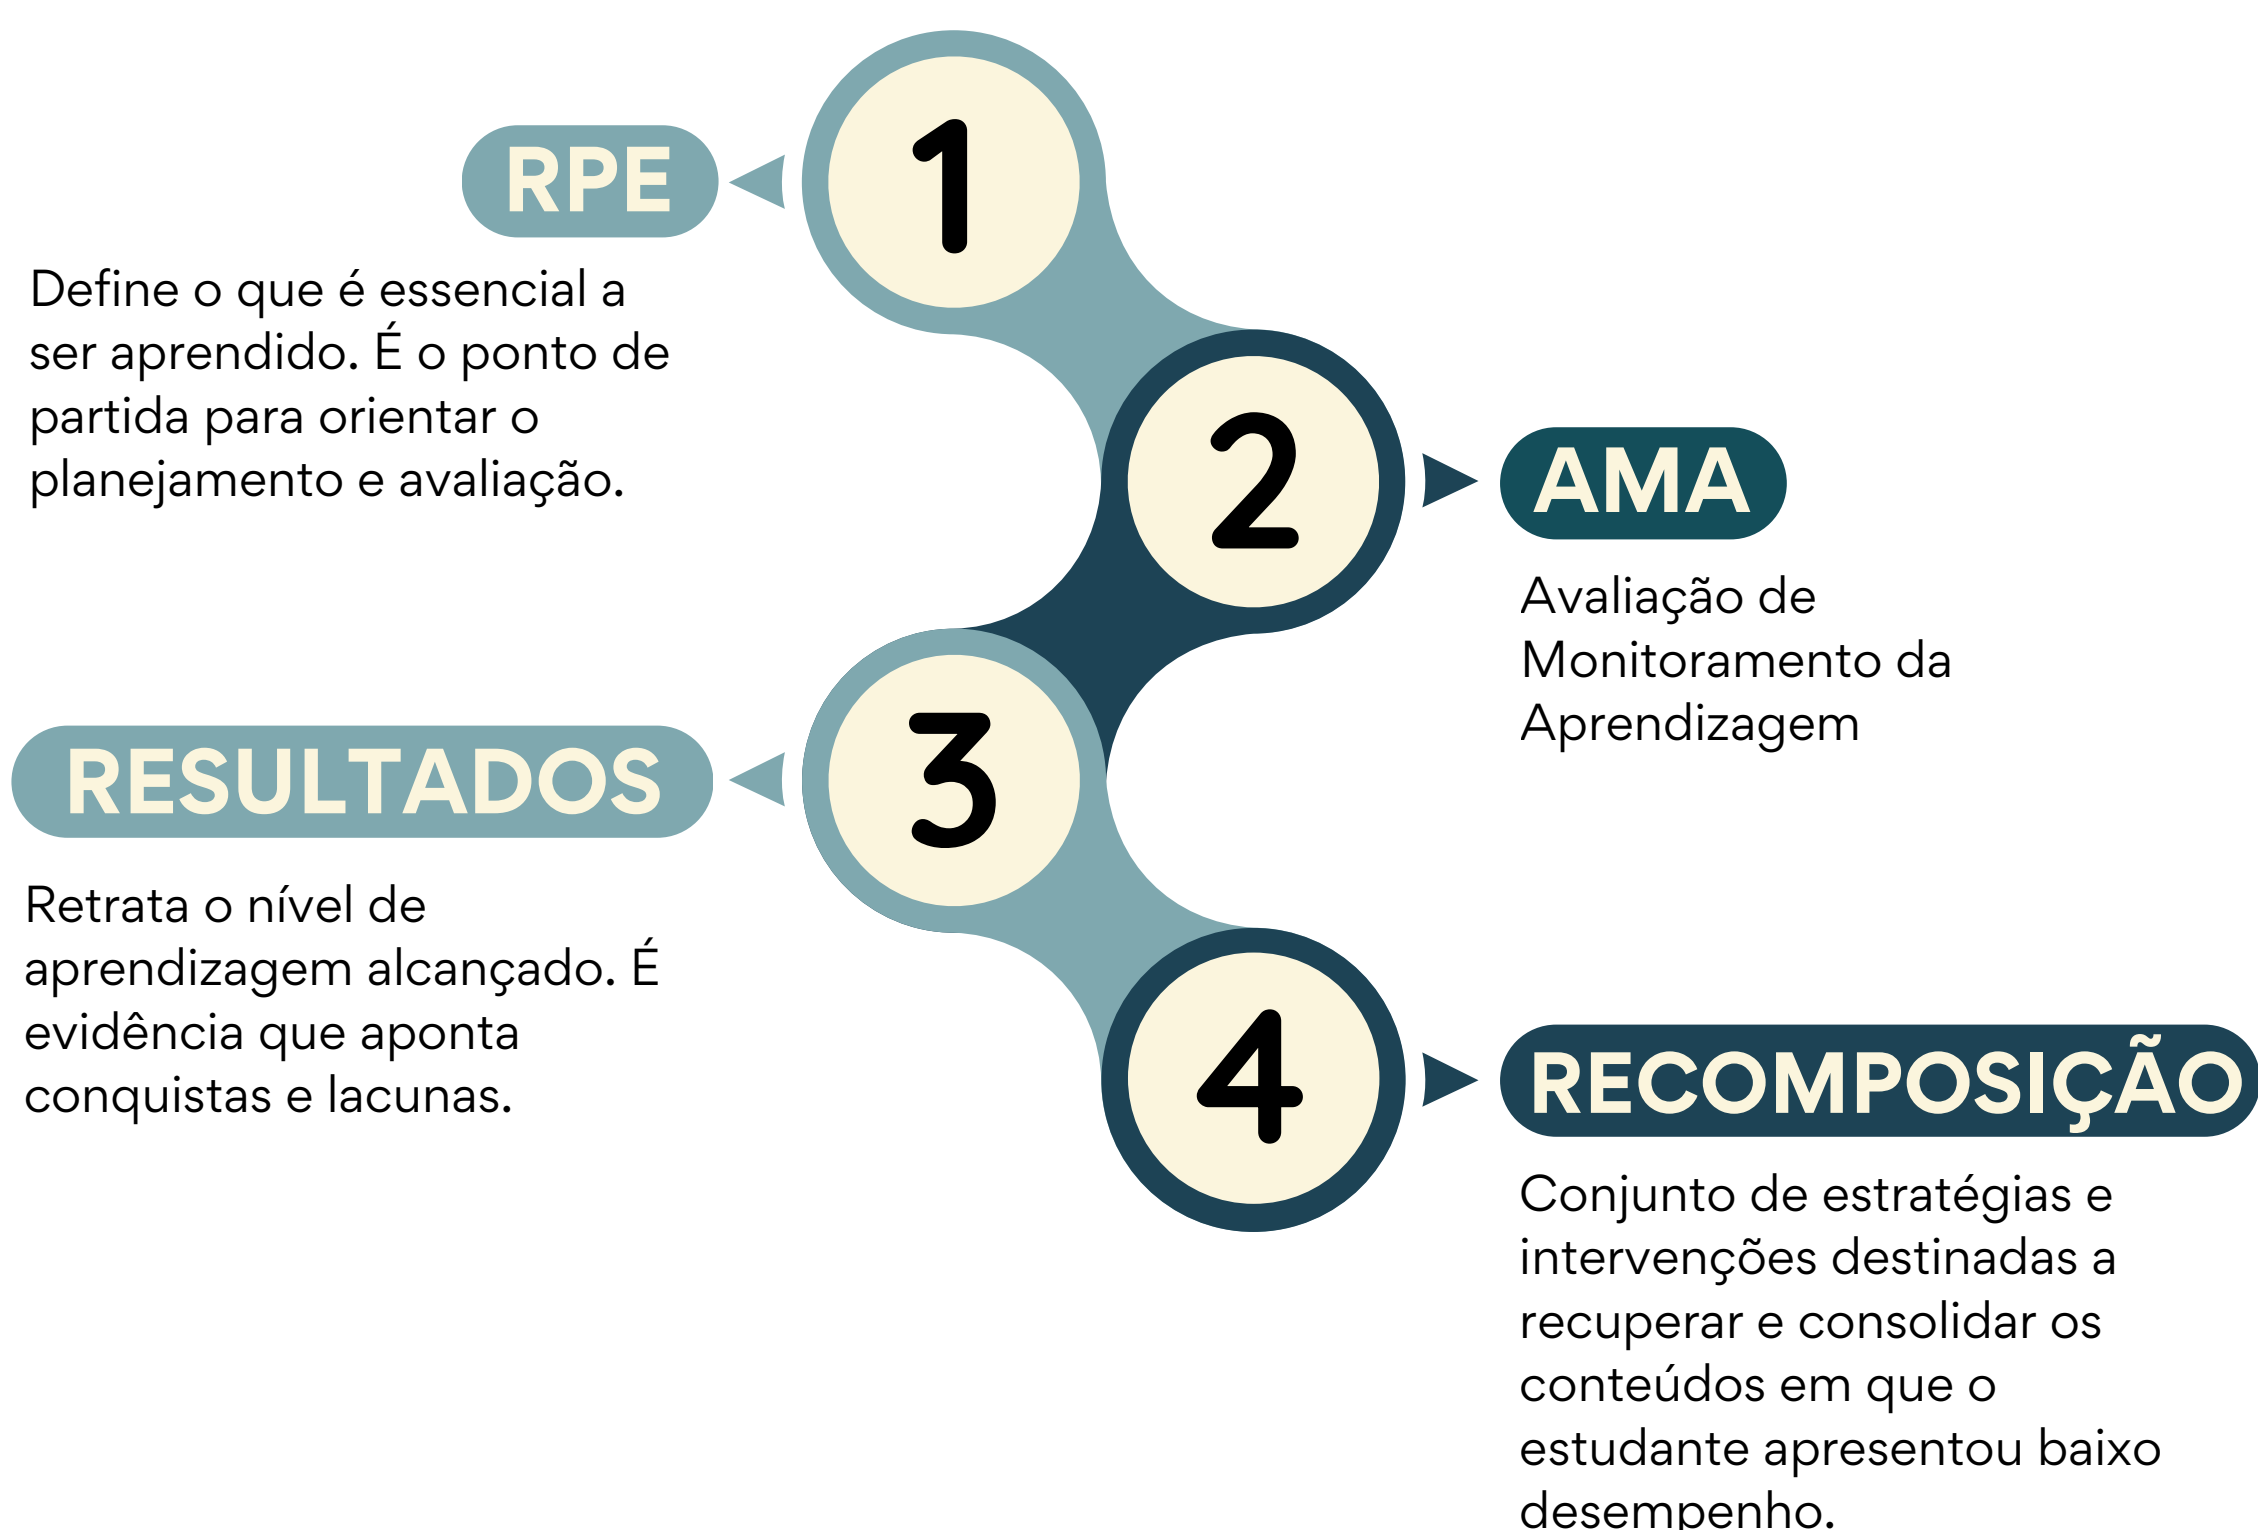 1
RPE
Define o que é essencial a
ser aprendido. É o ponto de
partida para orientar o
planejamento e avaliação.
2
AMA
Avaliação de
Monitoramento da
Aprendizagem
3
RESULTADOS
Retrata o nível de
aprendizagem alcançado. É
evidência que aponta
conquistas e lacunas.
4
RECOMPOSIÇÃO
Conjunto de estratégias e
intervenções destinadas a
recuperar e consolidar os
conteúdos em que o
estudante apresentou baixo
desempenho.